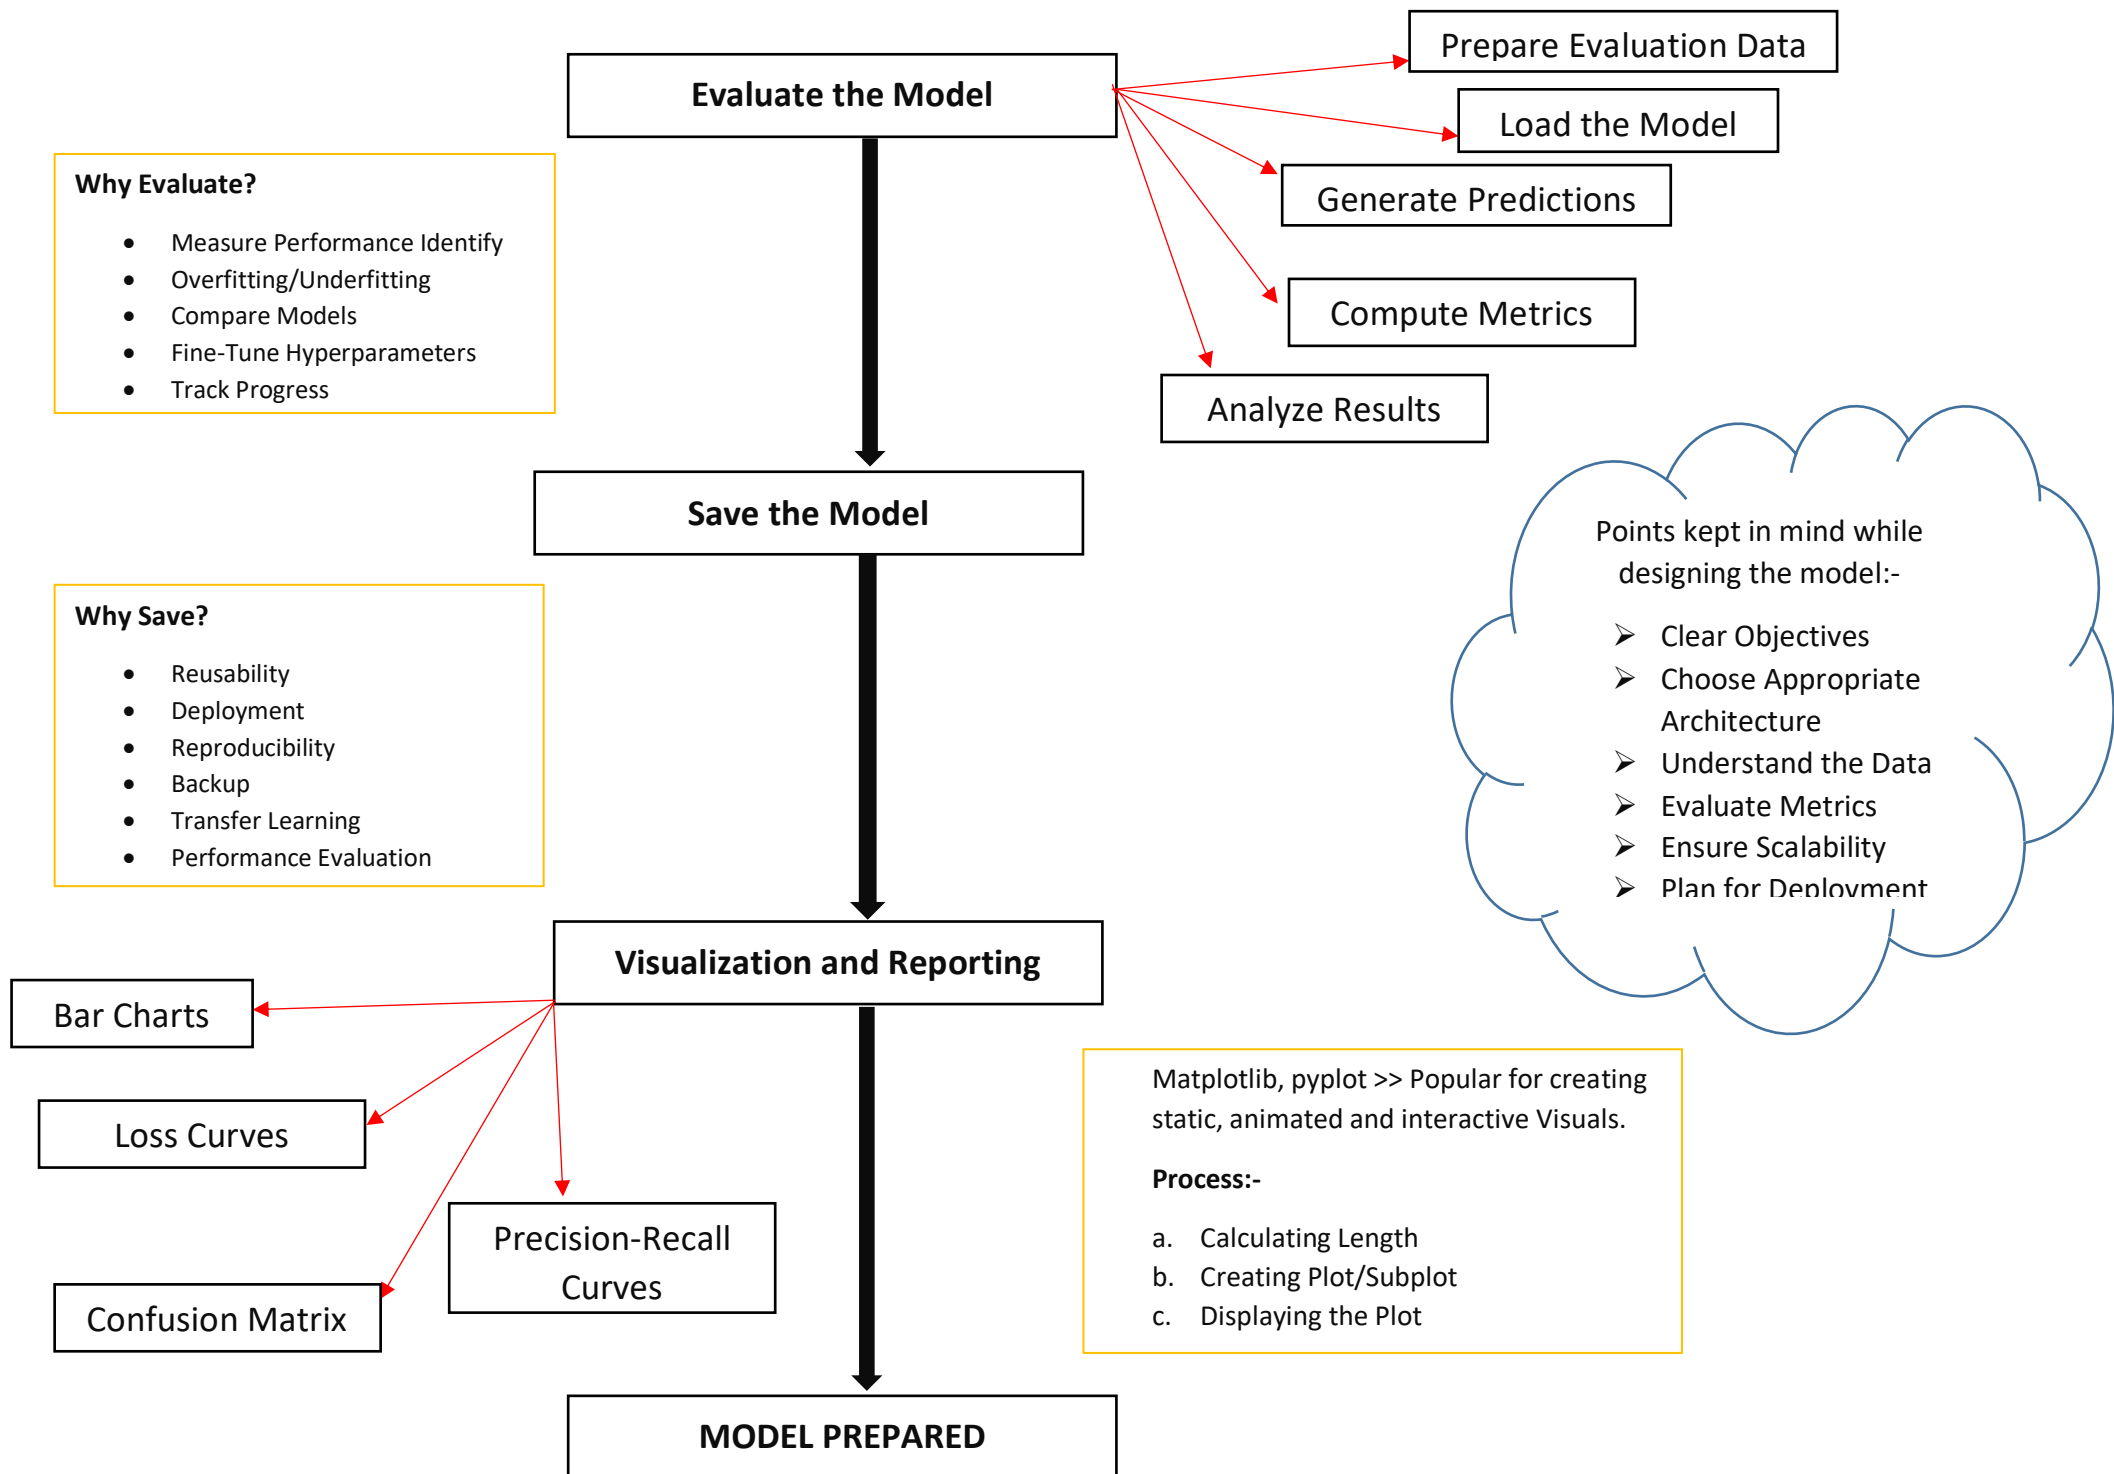 Evaluate the Model
Prepare Evaluation Data
Load the Model
Generate Predictions
Compute Metrics
Analyze Results
Why Evaluate?
• Measure Performance Identify
• Overfitting/Underfitting
• Compare Models
• Fine-Tune Hyperparameters
• Track Progress
Save the Model
Points kept in mind while
designing the model:-
➢ Clear Objectives
➢ Choose Appropriate
Architecture
➢ Understand the Data
➢ Evaluate Metrics
➢ Ensure Scalability
➢ Plan for Deployment
Why Save?
• Reusability
• Deployment
• Reproducibility
• Backup
• Transfer Learning
• Performance Evaluation
Visualization and Reporting
Bar Charts
Loss Curves
Precision-Recall
Curves
Confusion Matrix
Matplotlib, pyplot >> Popular for creating
static, animated and interactive Visuals.
Process:-
a. Calculating Length
b. Creating Plot/Subplot
c. Displaying the Plot
MODEL PREPARED